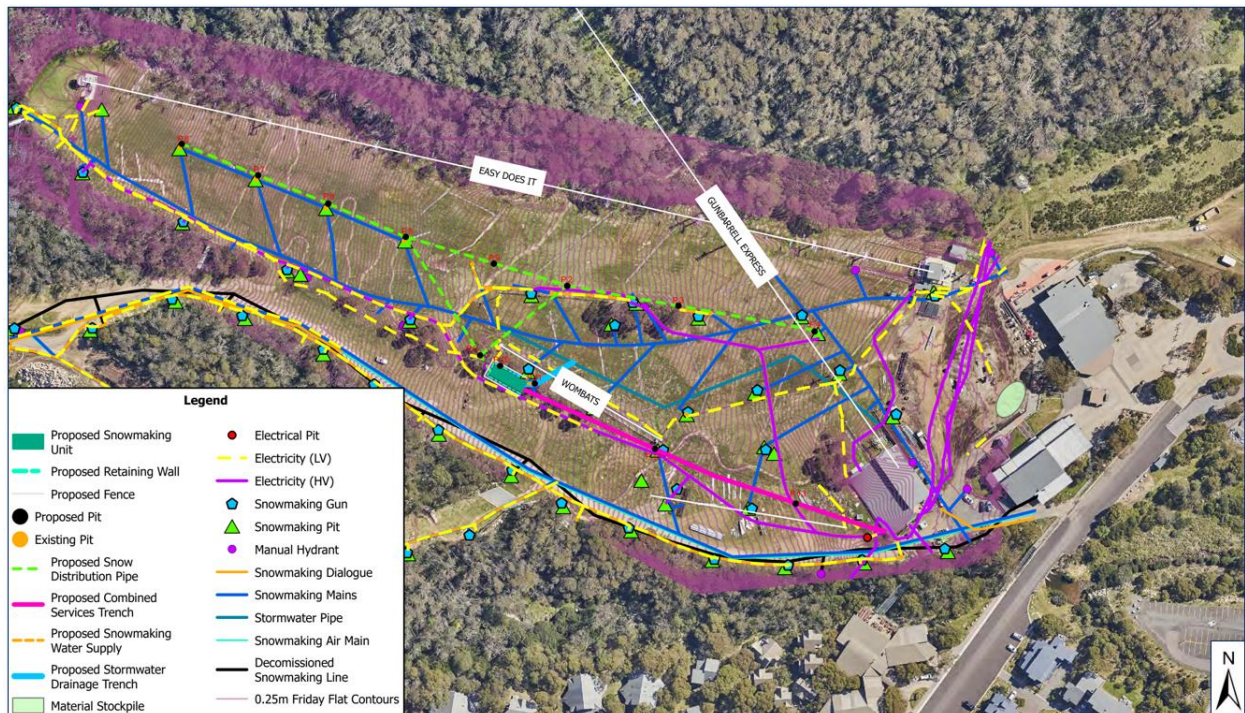 EASY DOES IT
GUNBARRELL EXPRESS
WOMBATS
Legend
Proposed Snowmaking
Unit
Proposed Retaining Wall
Proposed Fence
Proposed Pit
Existing Pit
Proposed Snow
Distribution Pipe
Proposed Combined
Services Trench
Proposed Snowmaking
Water Supply
Proposed Stormwater
Drainage Trench
Material Stockpile
Electrical Pit
Electricity (LV)
Electricity (HV)
Snowmaking Gun
Snowmaking Pit
Manual Hydrant
Snowmaking Dialogue
Snowmaking Mains
Stormwater Pipe
Snowmaking Air Main
Decomissioned
Snowmaking Line
0.25m Friday Flat Contours
N